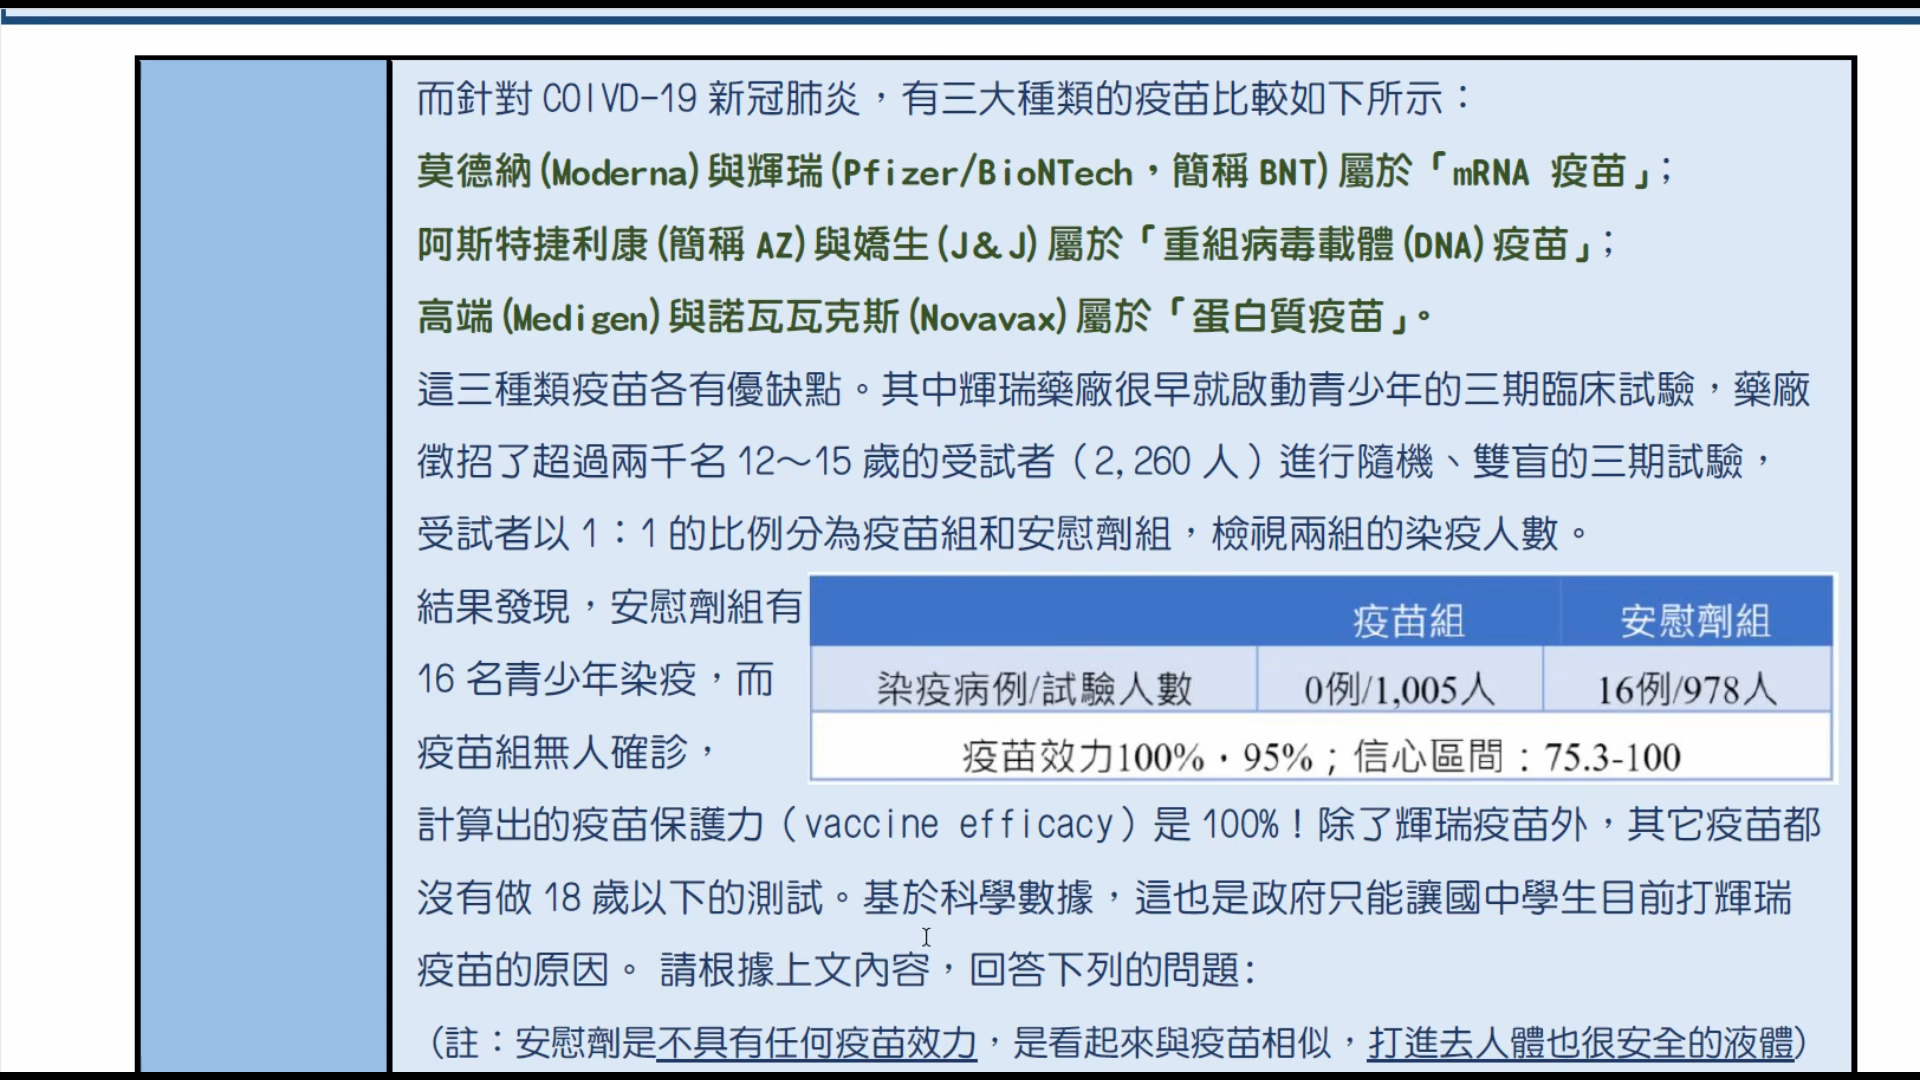 而針對 COIVD-19 新冠肺炎，有三大種類的疫苗比較如下所示：
莫德納(Moderna)與輝瑞(Pfizer/BioNTech，簡稱 BNT)屬於「mRNA 疫苗」；
阿斯特捷利康(簡稱 AZ)與嬌生(J&J)屬於「重組病毒載體(DNA)疫苗」；
高端(Medigen)與諾瓦瓦克斯(Novavax)屬於「蛋白質疫苗」。
這三種類疫苗各有優缺點。其中輝瑞藥廠很早就啟動青少年的三期臨床試驗，藥廠
徵招了超過兩千名 12～15 歲的受試者（2,260 人）進行隨機、雙盲的三期試驗，
受試者以 1：1 的比例分為疫苗組和安慰劑組，檢視兩組的染疫人數。
結果發現，安慰劑組有
16 名青少年染疫，而
疫苗組無人確診，
疫苗組 安慰劑組
染疫病例/試驗人數 0例/1,005人 16例/978人
疫苗效力100%，95%；信心區間：75.3-100
計算出的疫苗保護力（vaccine efficacy）是 100%！除了輝瑞疫苗外，其它疫苗都
沒有做 18 歲以下的測試。基於科學數據，這也是政府只能讓國中學生目前打輝瑞
疫苗的原因。 請根據上文內容，回答下列的問題:
（註：安慰劑是不具有任何疫苗效力，是看起來與疫苗相似，打進去人體也很安全的液體）